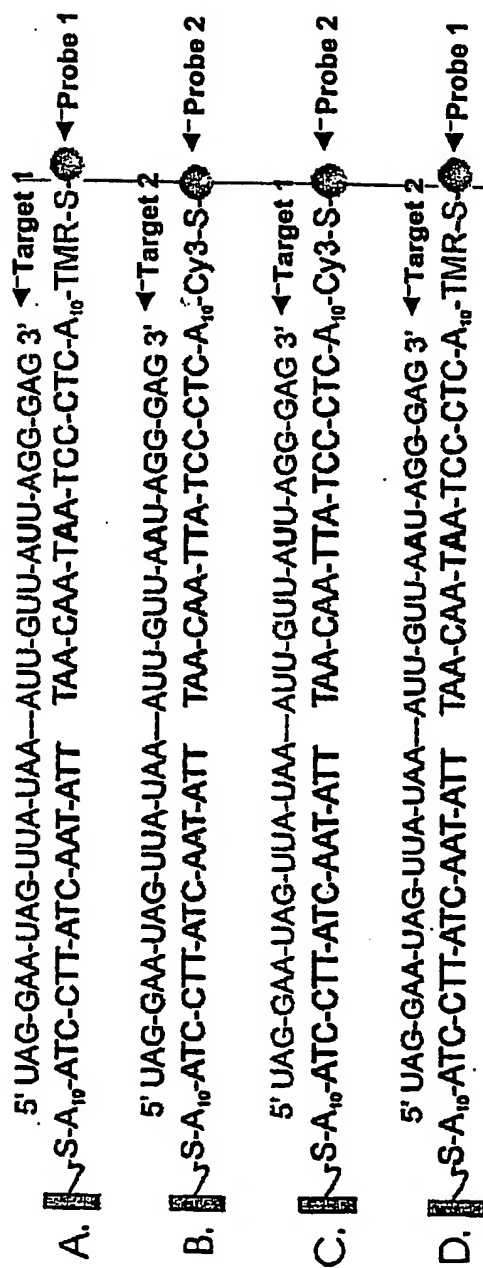 5' UAG-GAA-UAG-UUA-UAA—AUU-GUU-AUU-AGG-GAG 3' Target 1
A. S-A₁₀-ATC-CTT-ATC-AAT-ATT TAA-CAA-TAA-TCC-CTC-A₁₀-TMR-S- Probe 1
5' UAG-GAA-UAG-UUA-UAA—AUU-GUU-AAU-AGG-GAG 3' Target 2
B. S-A₁₀-ATC-CTT-ATC-AAT-ATT TAA-CAA-TTA-TCC-CTC-A₁₀-Cy3-S- Probe 2
5' UAG-GAA-UAG-UUA-UAA—AUU-GUU-AUU-AGG-GAG 3' Target 1
C. S-A₁₀-ATC-CTT-ATC-AAT-ATT TAA-CAA-TTA-TCC-CTC-A₁₀-Cy3-S- Probe 2
5' UAG-GAA-UAG-UUA-UAA—AUU-GUU-AAU-AGG-GAG 3' Target 2
D. S-A₁₀-ATC-CTT-ATC-AAT-ATT TAA-CAA-TAA-TCC-CTC-A₁₀-TMR-S- Probe 1